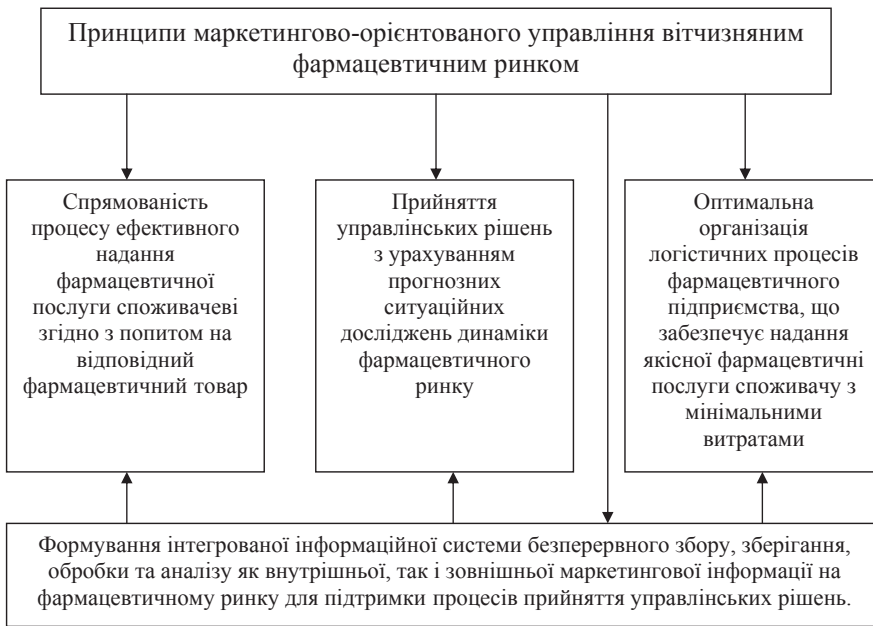 Принципи маркетингово-орієнтованого управління вітчизняним
фармацевтичним ринком
Спрямованість
процесу ефективного
надання
фармацевтичної
послуги споживачеві
згідно з попитом на
відповідний
фармацевтичний товар
Прийняття
управлінських рішень
з урахуванням
прогнозних
ситуаційних
досліджень динаміки
фармацевтичного
ринку
Оптимальна
організація
логістичних процесів
фармацевтичного
підприємства, що
забезпечує надання
якісної фармацевтичні
послуги споживачу з
мінімальними
витратами
Формування інтегрованої інформаційної системи безперервного збору, зберігання,
обробки та аналізу як внутрішньої, так і зовнішньої маркетингової інформації на
фармацевтичному ринку для підтримки процесів прийняття управлінських рішень.